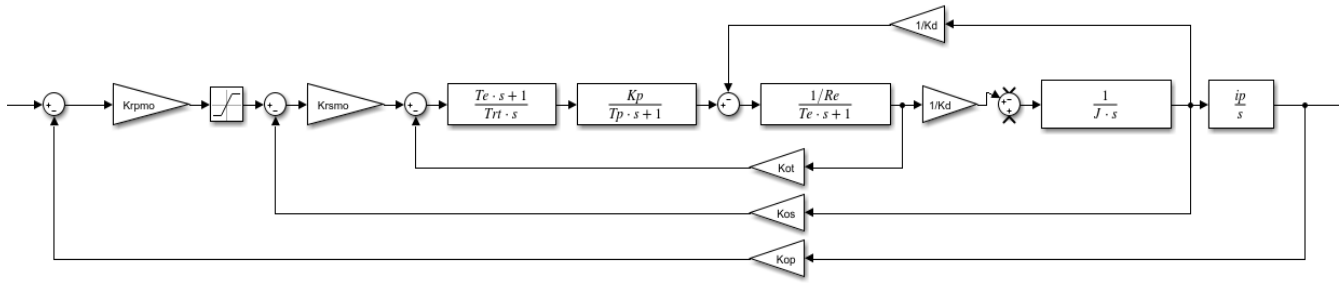 1/Kd
Krpmo
Krsmo
Te · s + 1
Trt · s
Kp
Tp · s + 1
1/Re
Te · s + 1
1/Kd
1
J · s
ip
s
Kot
Kos
Kop